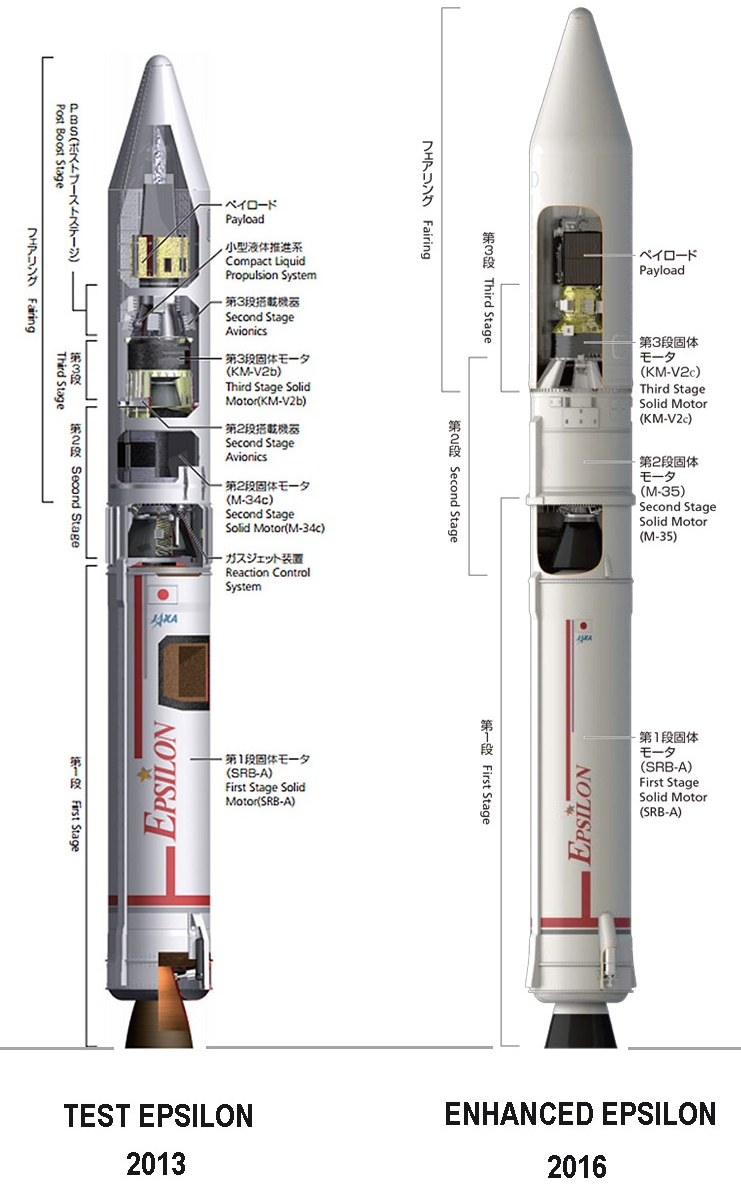 P.B.S(ポストブーストステージ)
Post Boost Stage
フェアリング Fairing
ペイロード
Payload
小型液体推進系
Compact Liquid
Propulsion System
第3段搭載機器
Second Stage
Avionics
第3段
Third Stage
第3段固体モータ
(KM-V2b)
Third Stage Solid
Motor(KM-V2b)
第2段搭載機器
Second Stage
Avionics
第2段 Second Stage
第2段固体モータ
(M-34c)
Second Stage
Solid Motor(M-34c)
ガスジェット装置
Reaction Control
System
JAXA
第1段固体モータ
(SRB-A)
First Stage Solid
Motor(SRB-A)
EPSILON
第1段 First Stage
TEST EPSILON
2013
フェアリング Fairing
ペイロード
Payload
第3段 Third Stage
第3段固体
モータ
(KM-V2c)
Third Stage
Solid Motor
(KM-V2c)
第2段 Second Stage
第2段固体
モータ
(M-35)
Second Stage
Solid Motor
(M-35)
JAXA
第1段固体
モータ
(SRB-A)
First Stage
Solid Motor
(SRB-A)
EPSILON
第1段 First Stage
ENHANCED EPSILON
2016